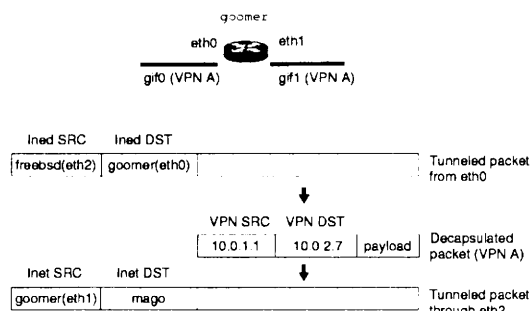 goomer
eth0 eth1
gif0 (VPN A) gif1 (VPN A)
Ined SRC Ined DST
freebsd(eth2) goomer(eth0)
Tunneled packet
from eth0
VPN SRC VPN DST
10.0.1.1 10 0 2.7 payload
Decapsulated
packet (VPN A)
Inet SRC Inet DST
goomer(eth1) mago
Tunneled packet
through eth2